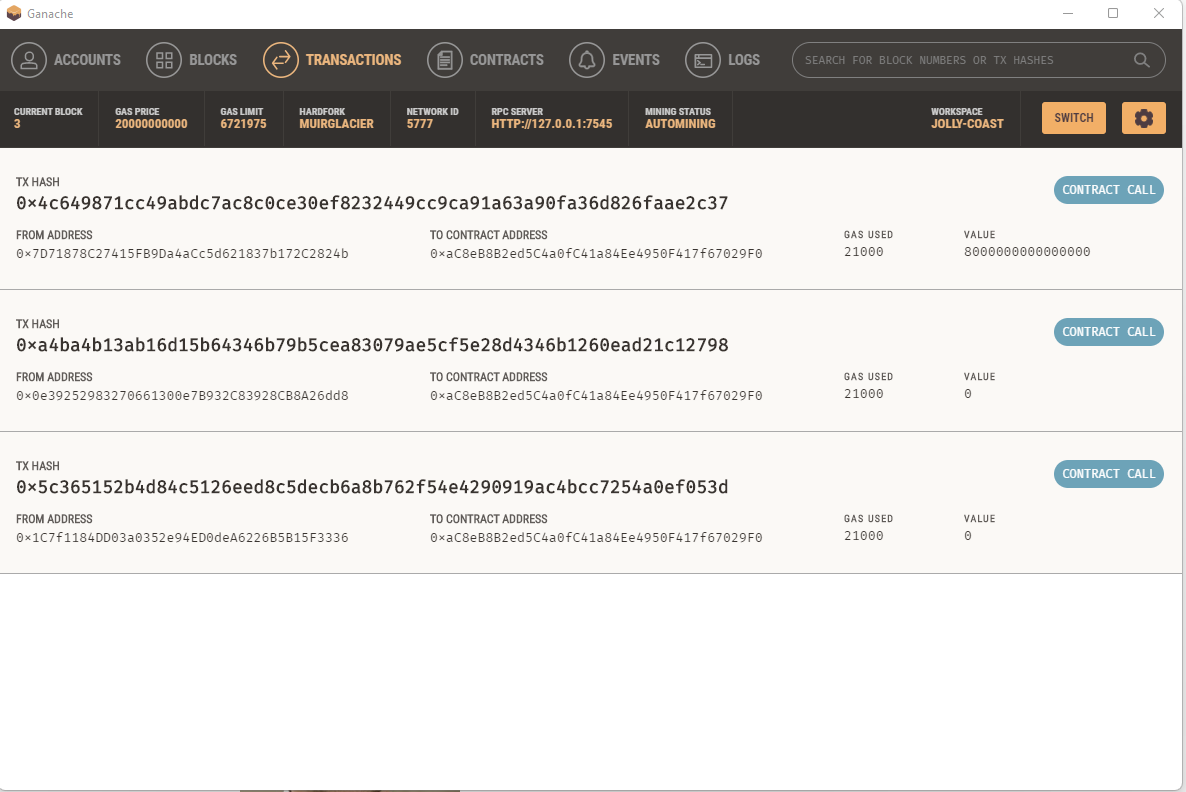 Ganache
ACCOUNTS BLOCKS TRANSACTIONS CONTRACTS EVENTS LOGS SEARCH FOR BLOCK NUMBERS OR TX HASHES
CURRENT BLOCK GAS PRICE GAS LIMIT HARDFORK NETWORK ID RPC SERVER MINING STATUS WORKSPACE
3 20000000000 6721975 MUIRGLACIER 5777 HTTP://127.0.0.1:7545 AUTOMINING JOLLY-COAST SWITCH
TX HASH
0×4c649871cc49abdc7ac8c0ce30ef8232449cc9ca91a63a90fa36d826faae2c37 CONTRACT CALL
FROM ADDRESS TO CONTRACT ADDRESS GAS USED VALUE
0×7D71878C27415FB9Da4aCc5d621837b172C2824b 0×aC8eB8B2ed5C4a0fC41a84Ee4950F417f67029F0 21000 8000000000000000
TX HASH
0×a4ba4b13ab16d15b64346b79b5cea83079ae5cf5e28d4346b1260ead21c12798 CONTRACT CALL
FROM ADDRESS TO CONTRACT ADDRESS GAS USED VALUE
0×0e39252983270661300e7B932C83928CB8A26dd8 0×aC8eB8B2ed5C4a0fC41a84Ee4950F417f67029F0 21000 0
TX HASH
0×5c365152b4d84c5126eed8c5decb6a8b762f54e4290919ac4bcc7254a0ef053d CONTRACT CALL
FROM ADDRESS TO CONTRACT ADDRESS GAS USED VALUE
0×1C7f1184DD03a0352e94ED0deA6226B5B15F3336 0×aC8eB8B2ed5C4a0fC41a84Ee4950F417f67029F0 21000 0